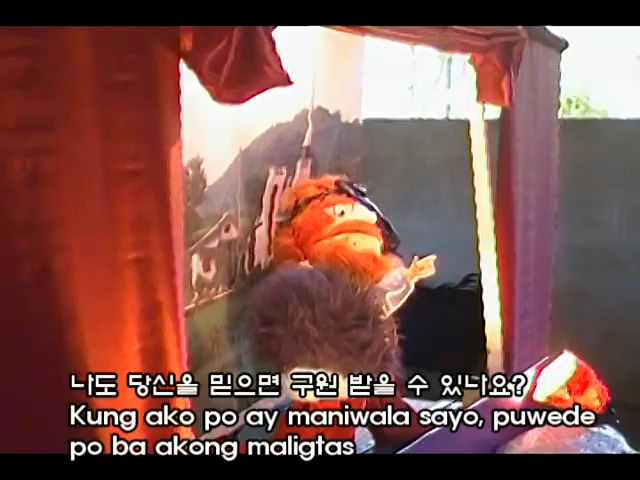 나도 당신을 믿으면 구원 받을 수 있나요?
Kung ako po ay maniwala sayo, puwede
po ba akong maligtas